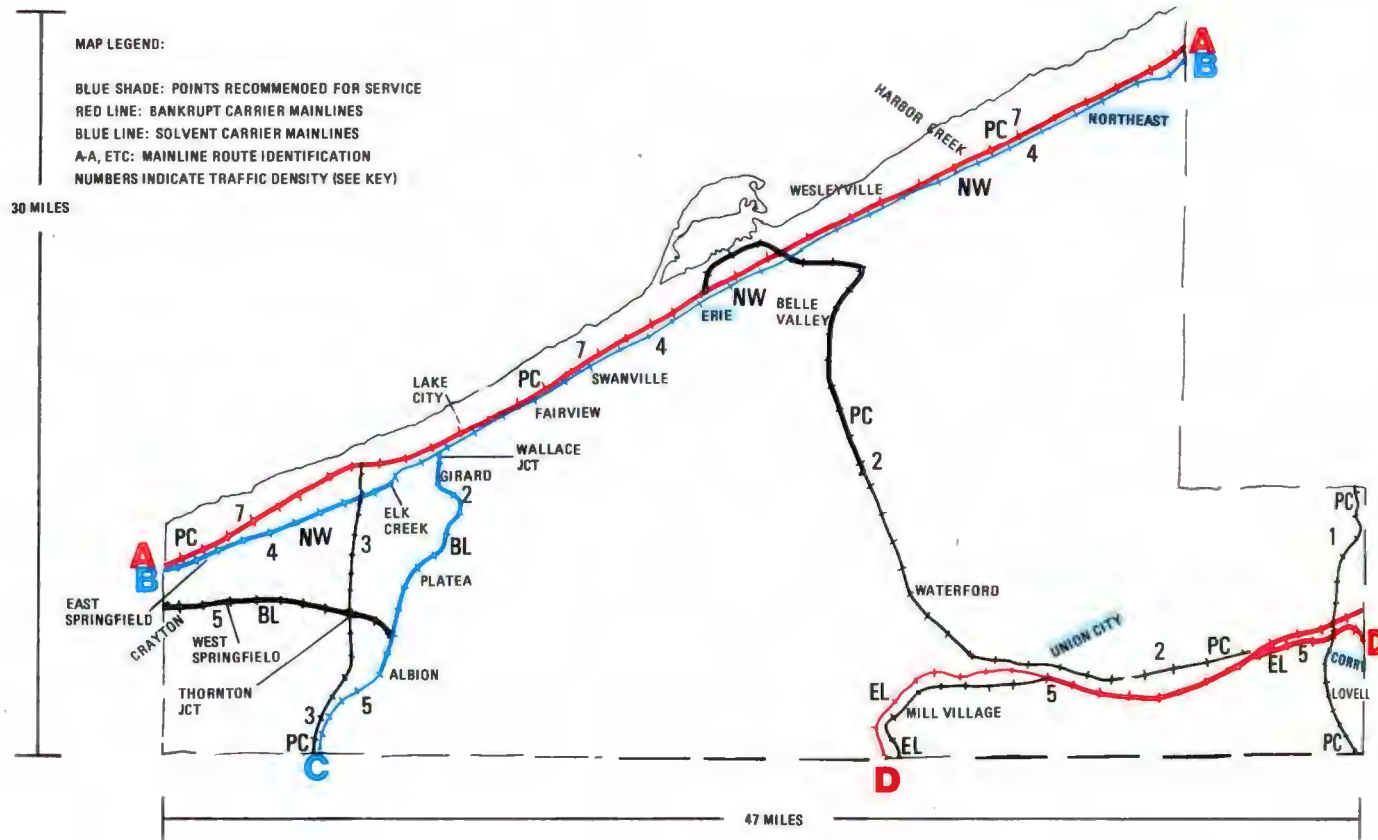 MAP LEGEND:
BLUE SHADE: POINTS RECOMMENDED FOR SERVICE
RED LINE: BANKRUPT CARRIER MAINLINES
BLUE LINE: SOLVENT CARRIER MAINLINES
A-A, ETC: MAINLINE ROUTE IDENTIFICATION
NUMBERS INDICATE TRAFFIC DENSITY (SEE KEY)
30 MILES
A
B
HARBOR CREEK
PC
7
4
NORTHEAST
NW
WESLEYVILLE
NW
ERIE
BELLE
VALLEY
7
4
PC
SWANVILLE
LAKE
CITY
FAIRVIEW
WALLACE
JCT
GIRARD
2
PC
2
PC
7
4
NW
ELK
CREEK
3
BL
PLATEA
A
B
EAST
SPRINGFIELD
CRAYTON
5
BL
WEST
SPRINGFIELD
THORNTON
JCT
ALBION
5
3
PC
C
WATERFORD
UNION CITY
2
PC
EL
5
PC
1
D
CORRY
LOVELL
PC
EL
5
MILL VILLAGE
EL
D
47 MILES